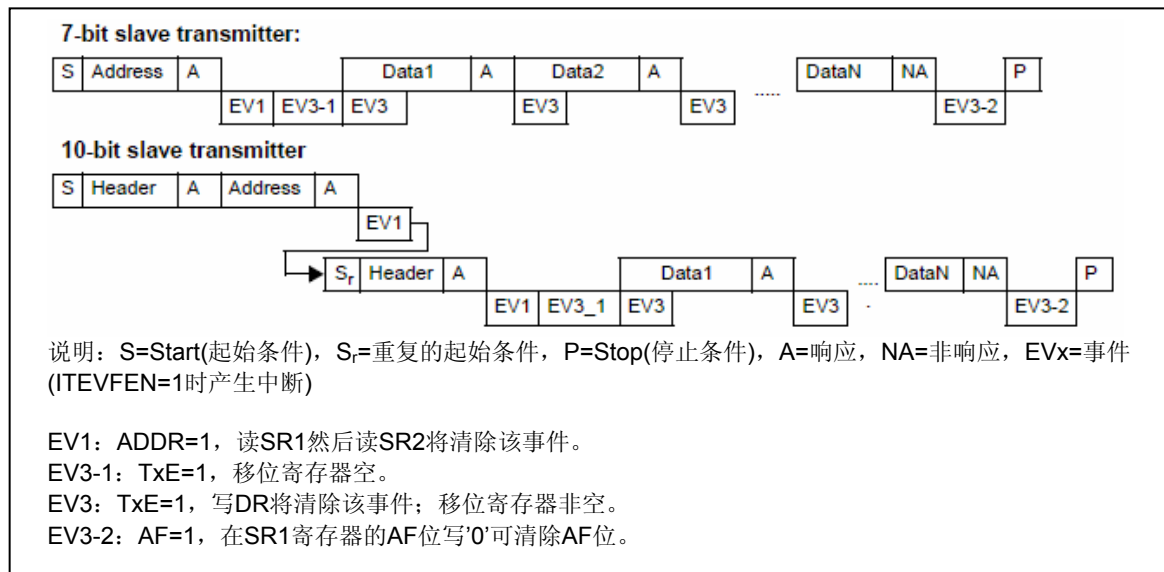 7-bit slave transmitter:
S Address A Data1 A Data2 A ..... DataN NA P
EV1 EV3-1 EV3 EV3 EV3 EV3-2
10-bit slave transmitter
S Header A Address A
EV1
Sr Header A Data1 A .... DataN NA P
EV1 EV3_1 EV3 EV3 . EV3-2
说明：S=Start(起始条件)，Sr=重复的起始条件，P=Stop(停止条件)，A=响应，NA=非响应，EVx=事件
(ITEVFEN=1时产生中断)
EV1：ADDR=1，读SR1然后读SR2将清除该事件。
EV3-1：TxE=1，移位寄存器空。
EV3：TxE=1，写DR将清除该事件；移位寄存器非空。
EV3-2：AF=1，在SR1寄存器的AF位写'0'可清除AF位。